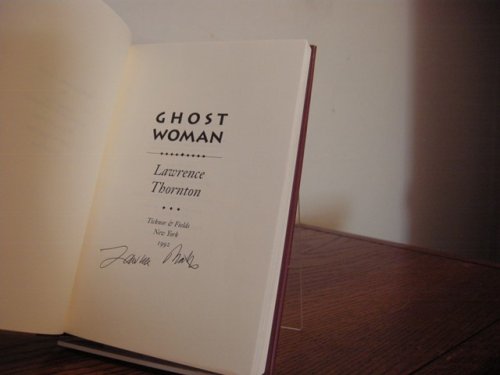 GHOST
WOMAN
Lawrence
Thornton
Ticknor & Fields
New York
1992